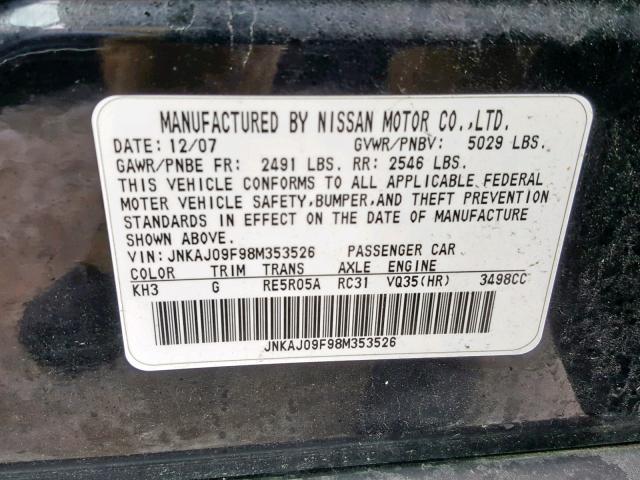 MANUFACTURED BY NISSAN MOTOR CO.,LTD.
DATE: 12/07 GVWR/PNBV: 5029 LBS.
GAWR/PNBE FR: 2491 LBS. RR: 2546 LBS.
THIS VEHICLE CONFORMS TO ALL APPLICABLE FEDERAL
MOTER VEHICLE SAFETY,BUMPER,AND THEFT PREVENTION
STANDARDS IN EFFECT ON THE DATE OF MANUFACTURE
SHOWN ABOVE.
VIN: JNKAJ09F98M353526 PASSENGER CAR
COLOR TRIM TRANS AXLE ENGINE
KH3 G RE5R05A RC31 VQ35(HR) 3498CC
JNKAJ09F98M353526